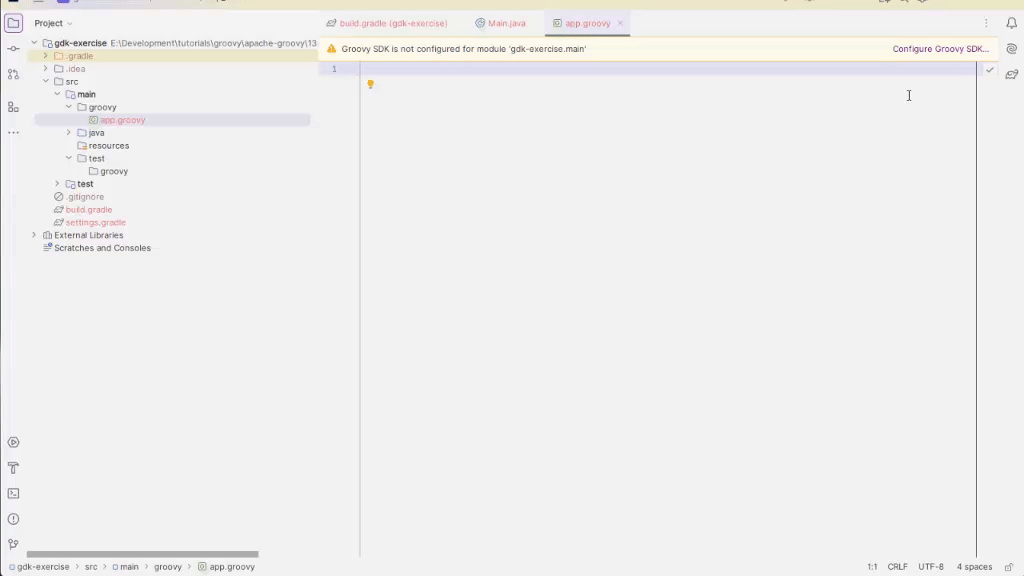 Project
build.gradle (gdk-exercise)
Main.java
app.groovy
gdk-exercise E:\Development\tutorials\groovy\apache-groovy\13
Groovy SDK is not configured for module 'gdk-exercise.main'
Configure Groovy SDK...
.gradle
.idea
src
main
groovy
app.groovy
java
resources
test
groovy
test
.gitignore
build.gradle
settings.gradle
External Libraries
Scratches and Consoles
1
gdk-exercise > src > main > groovy > app.groovy
1:1 CRLF UTF-8 4 spaces